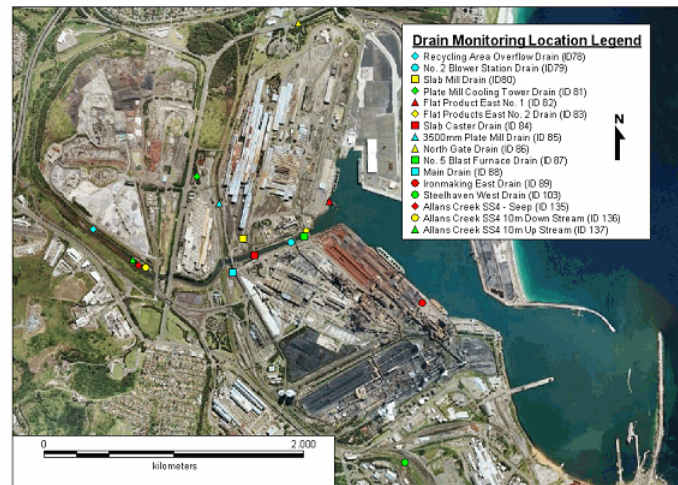 Drain Monitoring Location Legend
Recycling Area Overflow Drain (ID78)
No. 2 Blower Station Drain (ID79)
Slab Mill Drain (ID80)
Plate Mill Cooling Tower Drain (ID 81)
Flat Product East No. 1 (ID 82)
Flat Products East No. 2 Drain (ID 83)
Slab Caster Drain (ID 84)
3500mm Plate Mill Drain (ID 85)
North Gate Drain (ID 86)
No. 5 Blast Furnace Drain (ID 87)
Main Drain (ID 88)
Ironmaking East Drain (ID 89)
Steelhaven West Drain (ID 103)
Allans Creek SS4 - Seep (ID 135)
Allans Creek SS4 10m Down Stream (ID 136)
Allans Creek SS4 10m Up Stream (ID 137)
N
0 2.000
kilometers